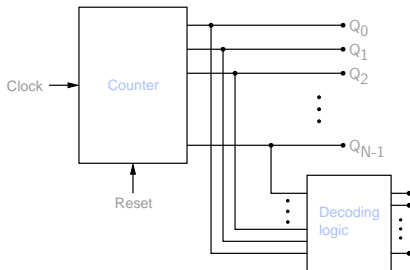 Q0
Q1
Clock
Counter
Q2
QN-1
Reset
Decoding
logic